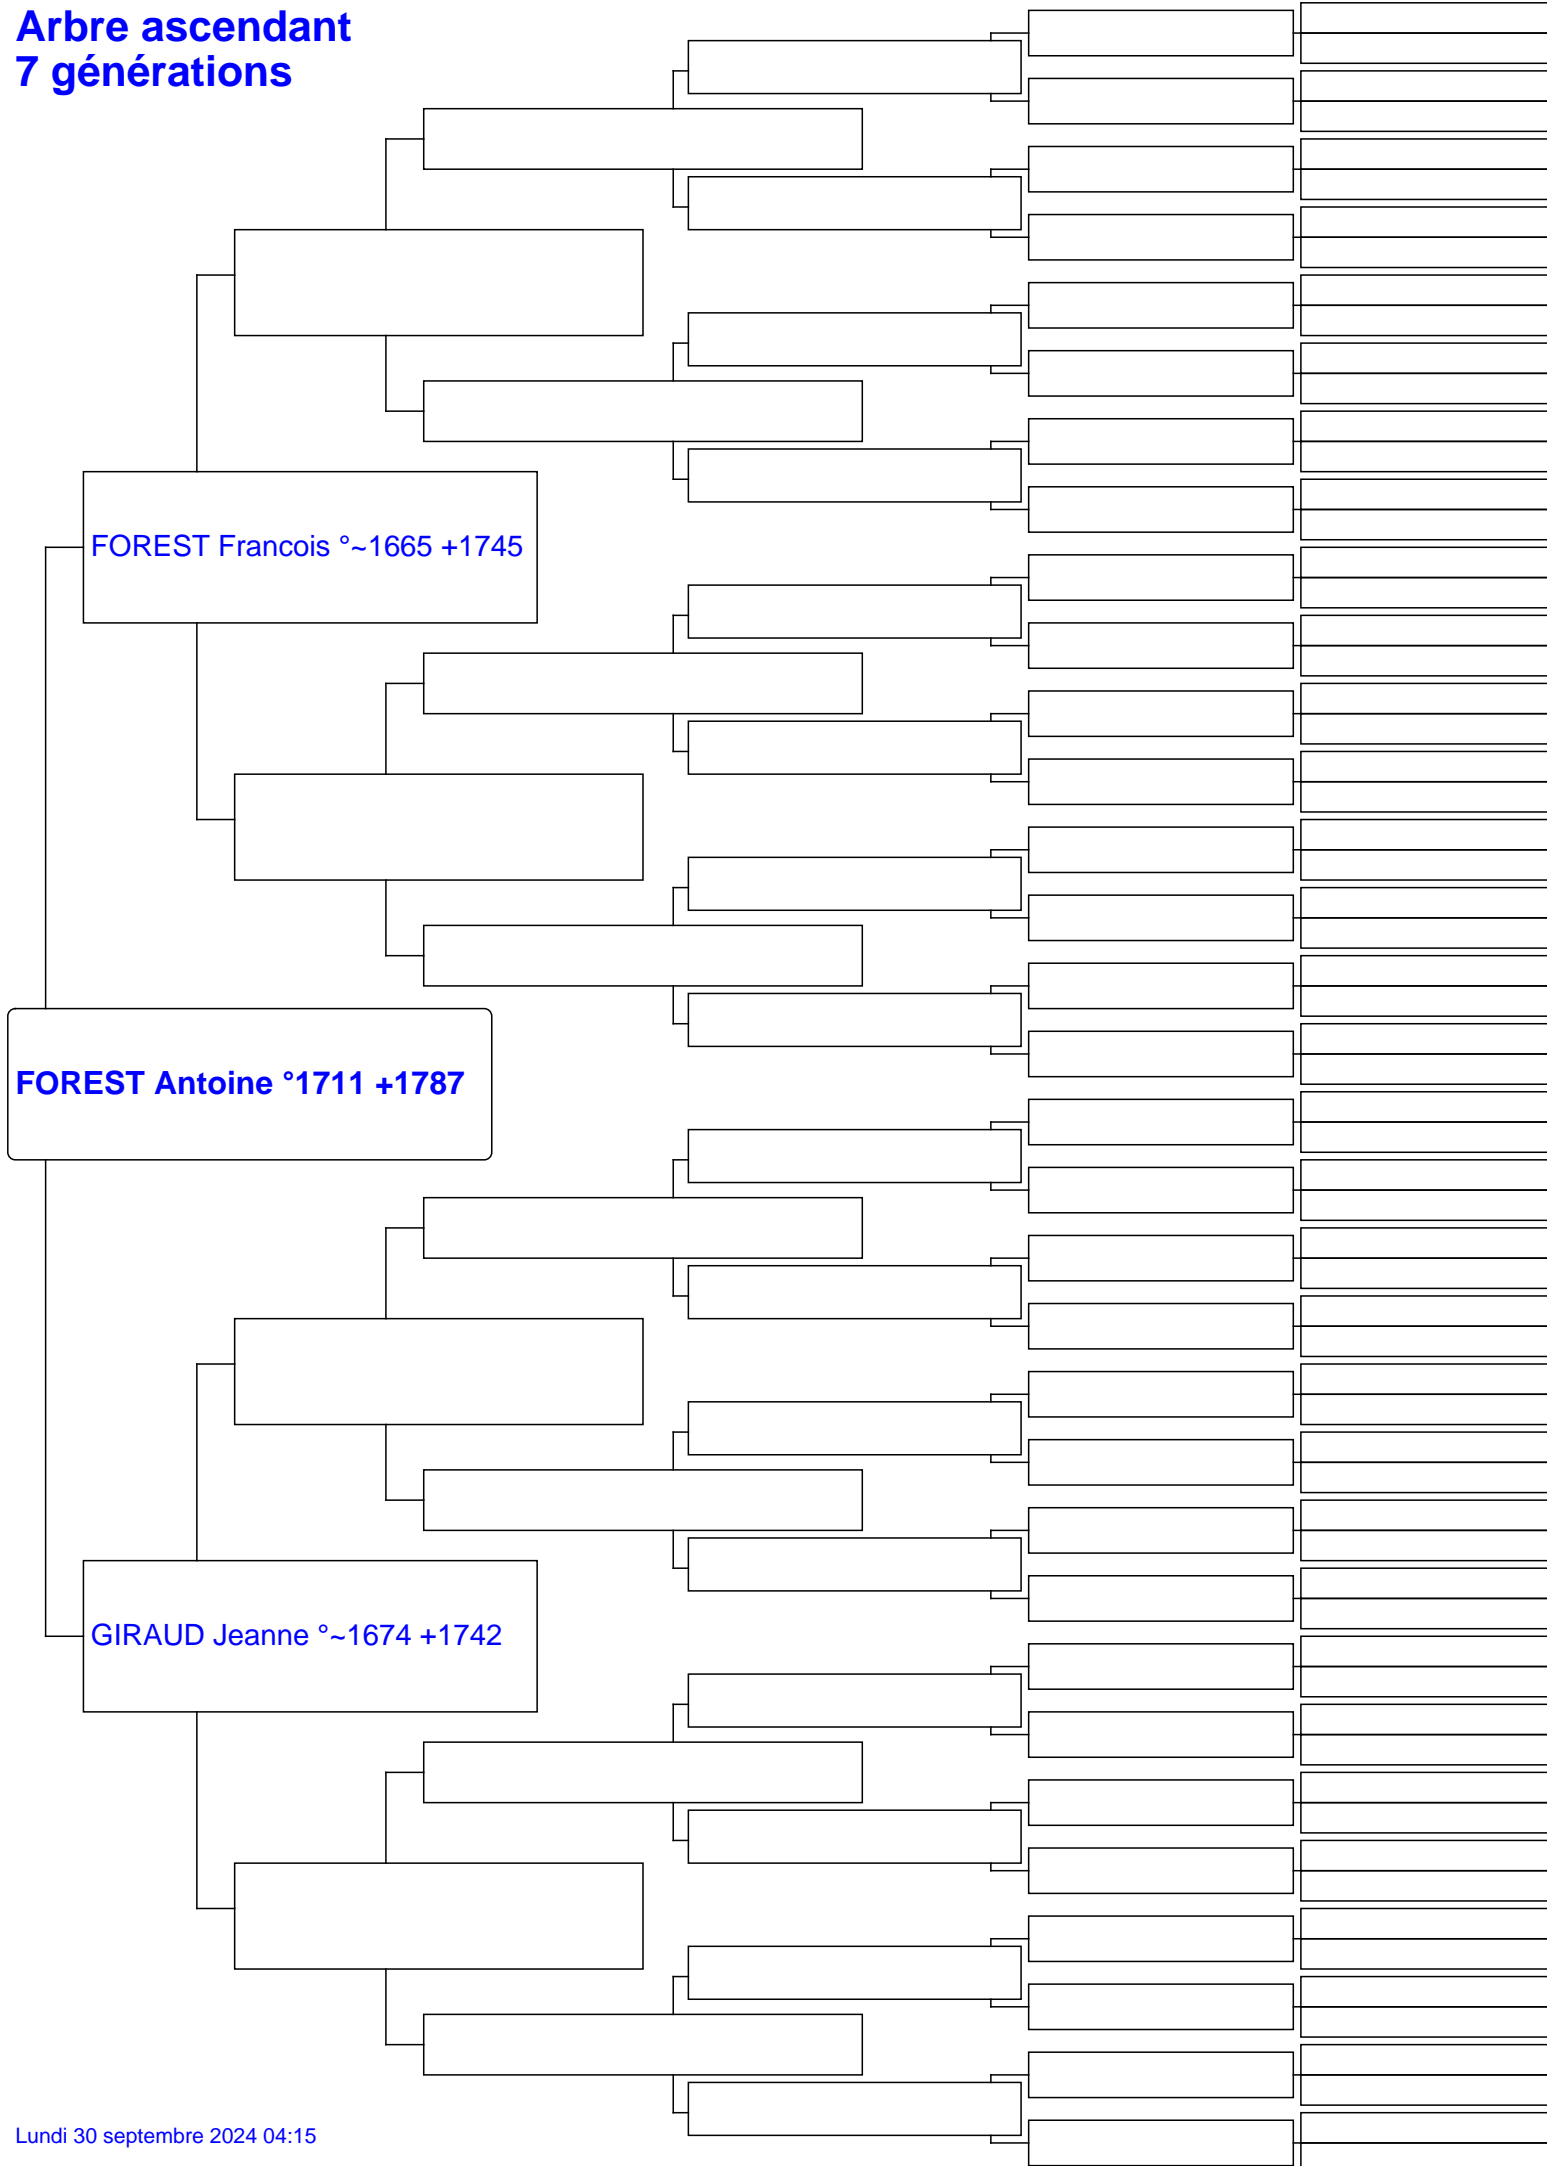 Arbre ascendant
7 générations
FOREST Francois °~1665 +1745
FOREST Antoine °1711 +1787
GIRAUD Jeanne °~1674 +1742
Lundi 30 septembre 2024 04:15